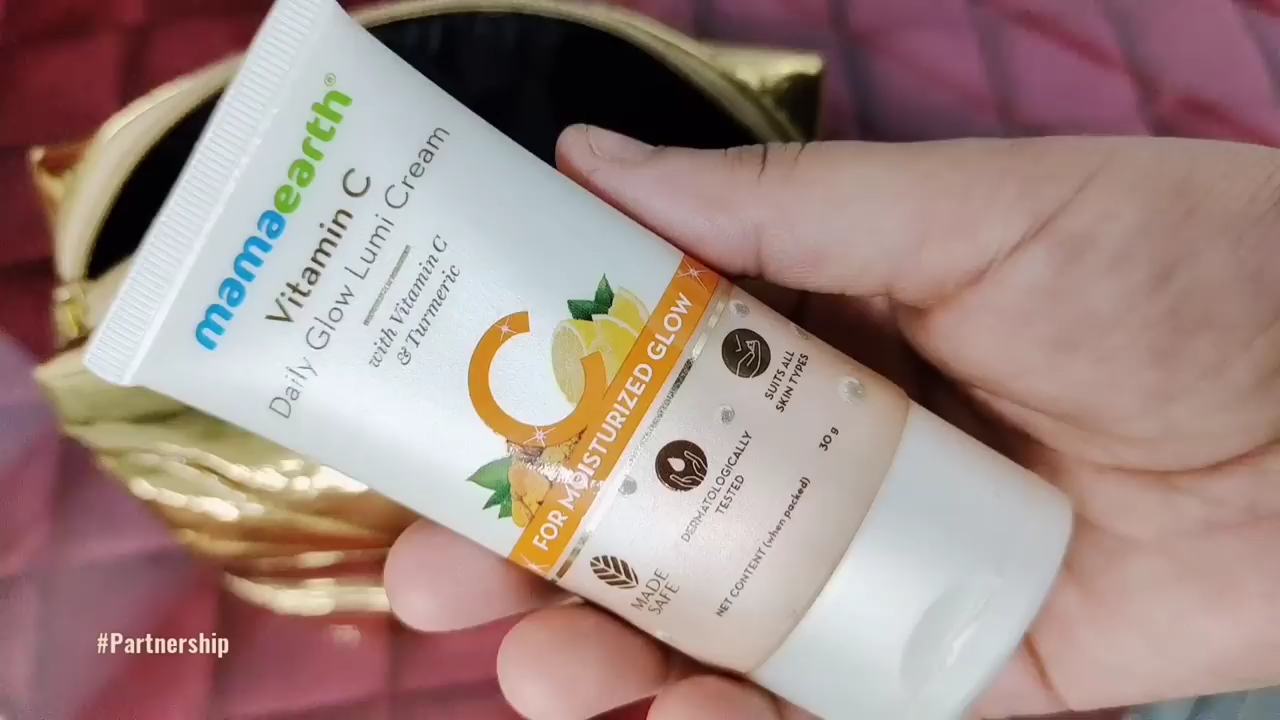 mamaearth®
Vitamin C
Daily Glow Lumi Cream
with Vitamin C
& Turmeric
C
FOR MOISTURIZED GLOW
SUITS ALL
SKIN TYPES
DERMATOLOGICALLY
TESTED
MADE
SAFE
NET CONTENT (when packed)
30 g
#Partnership